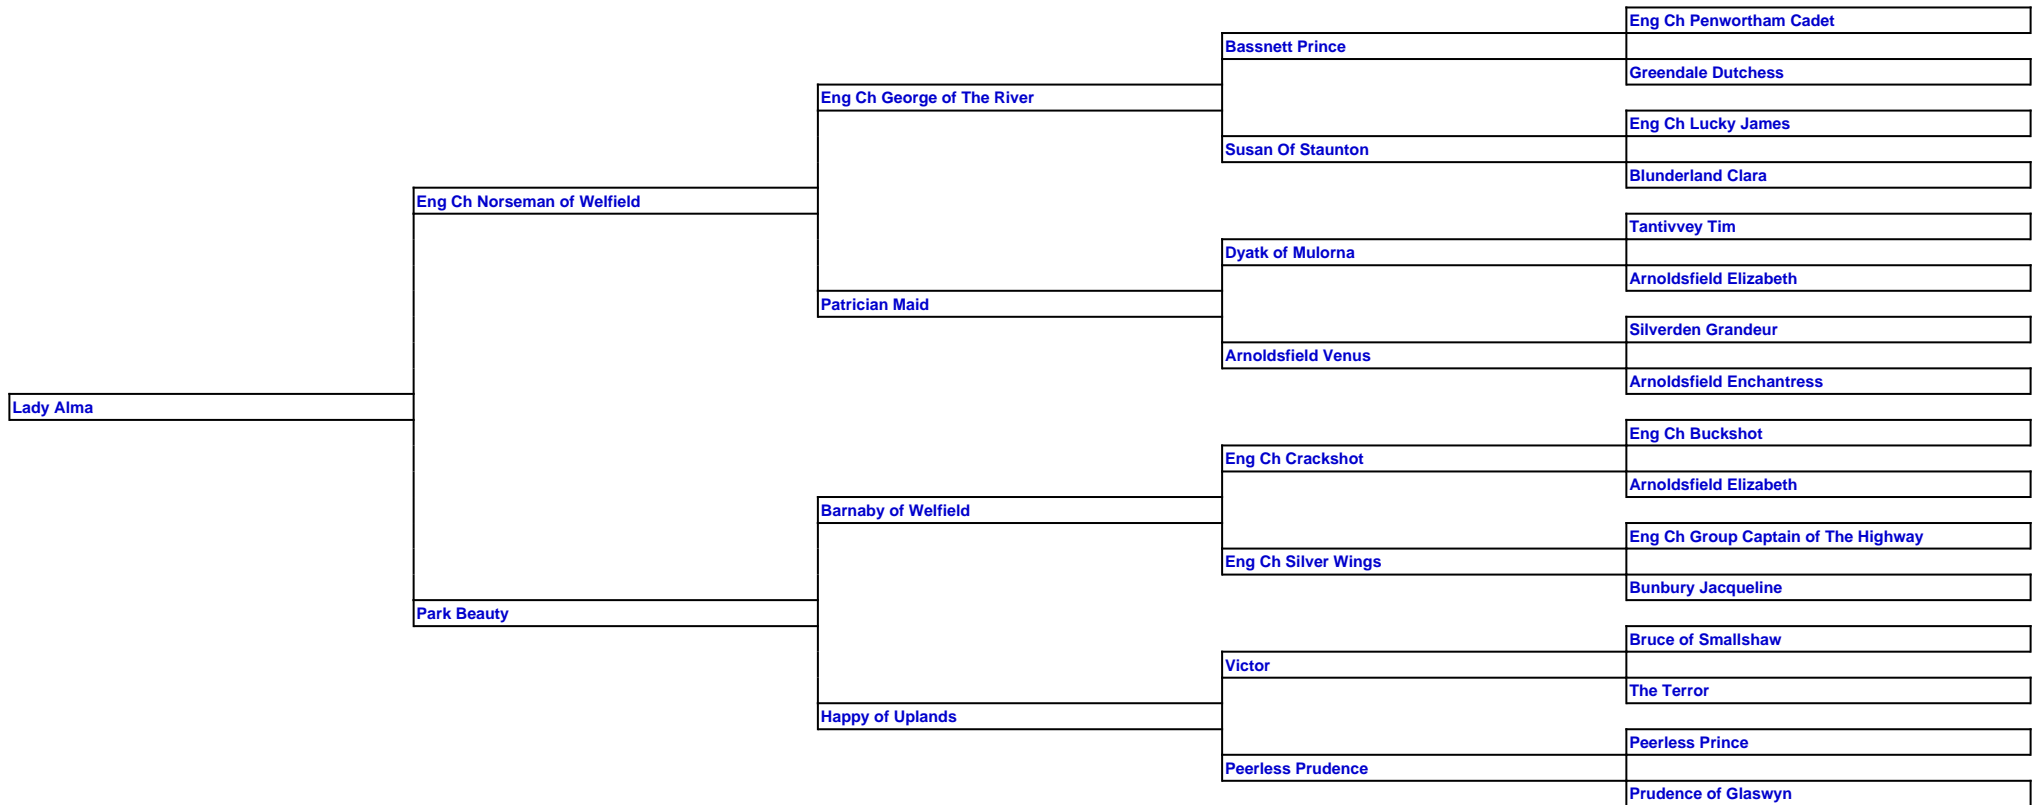 Eng Ch Penwortham Cadet
Bassnett Prince
Greendale Dutchess
Eng Ch George of The River
Eng Ch Lucky James
Susan Of Staunton
Blunderland Clara
Eng Ch Norseman of Welfield
Tantivvey Tim
Dyatk of Mulorna
Arnoldsfield Elizabeth
Patrician Maid
Silverden Grandeur
Arnoldsfield Venus
Arnoldsfield Enchantress
Lady Alma
Eng Ch Buckshot
Eng Ch Crackshot
Arnoldsfield Elizabeth
Barnaby of Welfield
Eng Ch Group Captain of The Highway
Eng Ch Silver Wings
Bunbury Jacqueline
Park Beauty
Bruce of Smallshaw
Victor
The Terror
Happy of Uplands
Peerless Prince
Peerless Prudence
Prudence of Glaswyn